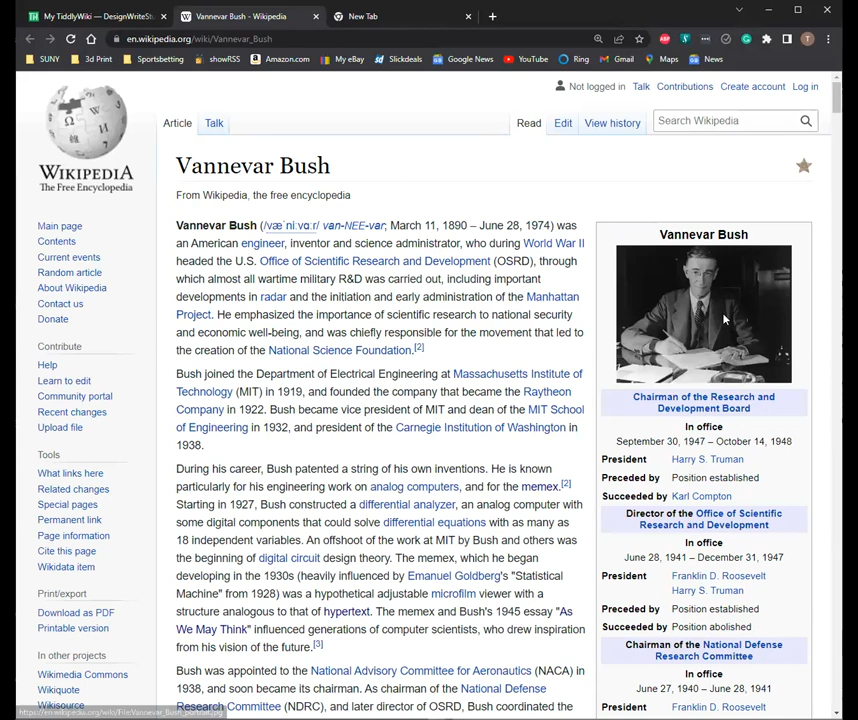 My TiddlyWiki — DesignWriteSt
Vannevar Bush - Wikipedia
New Tab
en.wikipedia.org/wiki/Vannevar_Bush
SUNY
3d Print
Sportsbetting
showRSS
Amazon.com
My eBay
Slickdeals
Google News
YouTube
Ring
Gmail
Maps
News
Not logged in Talk Contributions Create account Log in
Article Talk
Read Edit View history
Search Wikipedia
WIKIPEDIA
The Free Encyclopedia
Main page
Contents
Current events
Random article
About Wikipedia
Contact us
Donate
Contribute
Help
Learn to edit
Community portal
Recent changes
Upload file
Tools
What links here
Related changes
Special pages
Permanent link
Page information
Cite this page
Wikidata item
Print/export
Download as PDF
Printable version
In other projects
Wikimedia Commons
Wikiquote
Wikisource
Vannevar Bush
From Wikipedia, the free encyclopedia
Vannevar Bush (/væˈniːvɑːr/ van-NEE-var; March 11, 1890 – June 28, 1974) was
an American engineer, inventor and science administrator, who during World War II
headed the U.S. Office of Scientific Research and Development (OSRD), through
which almost all wartime military R&D was carried out, including important
developments in radar and the initiation and early administration of the Manhattan
Project. He emphasized the importance of scientific research to national security
and economic well-being, and was chiefly responsible for the movement that led to
the creation of the National Science Foundation.[2]
Bush joined the Department of Electrical Engineering at Massachusetts Institute of
Technology (MIT) in 1919, and founded the company that became the Raytheon
Company in 1922. Bush became vice president of MIT and dean of the MIT School
of Engineering in 1932, and president of the Carnegie Institution of Washington in
1938.
During his career, Bush patented a string of his own inventions. He is known
particularly for his engineering work on analog computers, and for the memex.[2]
Starting in 1927, Bush constructed a differential analyzer, an analog computer with
some digital components that could solve differential equations with as many as
18 independent variables. An offshoot of the work at MIT by Bush and others was
the beginning of digital circuit design theory. The memex, which he began
developing in the 1930s (heavily influenced by Emanuel Goldberg's "Statistical
Machine" from 1928) was a hypothetical adjustable microfilm viewer with a
structure analogous to that of hypertext. The memex and Bush's 1945 essay "As
We May Think" influenced generations of computer scientists, who drew inspiration
from his vision of the future.[3]
Bush was appointed to the National Advisory Committee for Aeronautics (NACA) in
1938, and soon became its chairman. As chairman of the National Defense
Research Committee (NDRC), and later director of OSRD, Bush coordinated the
Vannevar Bush
Chairman of the Research and
Development Board
In office
September 30, 1947 – October 14, 1948
President Harry S. Truman
Preceded by Position established
Succeeded by Karl Compton
Director of the Office of Scientific
Research and Development
In office
June 28, 1941 – December 31, 1947
President Franklin D. Roosevelt
Harry S. Truman
Preceded by Position established
Succeeded by Position abolished
Chairman of the National Defense
Research Committee
In office
June 27, 1940 – June 28, 1941
President Franklin D. Roosevelt
https://en.wikipedia.org/wiki/File:Vannevar_Bush_portrait.jpg